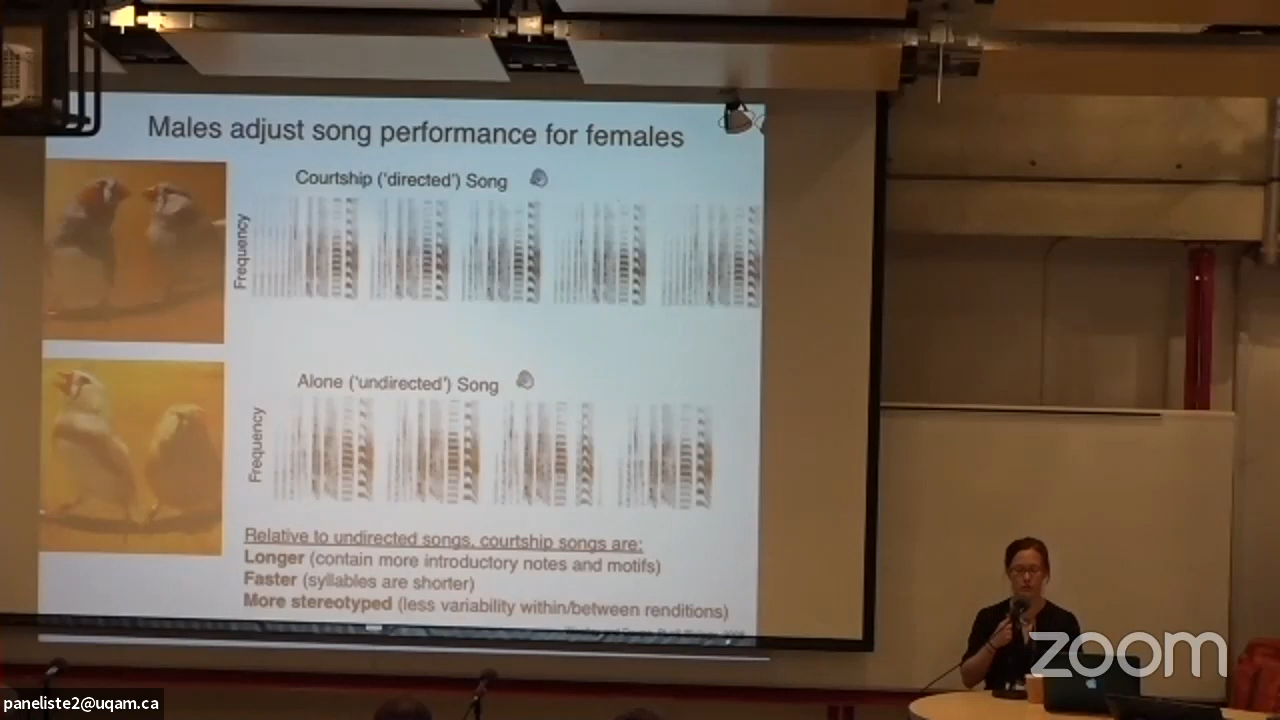 Males adjust song performance for females
Courtship (‘directed’) Song
Frequency
Alone (‘undirected’) Song
Frequency
Relative to undirected songs, courtship songs are:
Longer (contain more introductory notes and motifs)
Faster (syllables are shorter)
More stereotyped (less variability within/between renditions)
zoom
paneliste2@uqam.ca